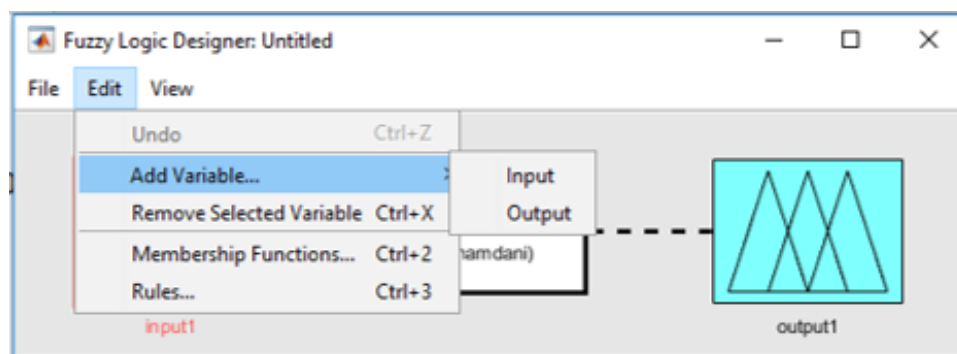 Fuzzy Logic Designer: Untitled
File Edit View
Undo Ctrl+Z
Add Variable...
Input
Output
Remove Selected Variable Ctrl+X
Membership Functions... Ctrl+2
Rules... Ctrl+3
input1
output1